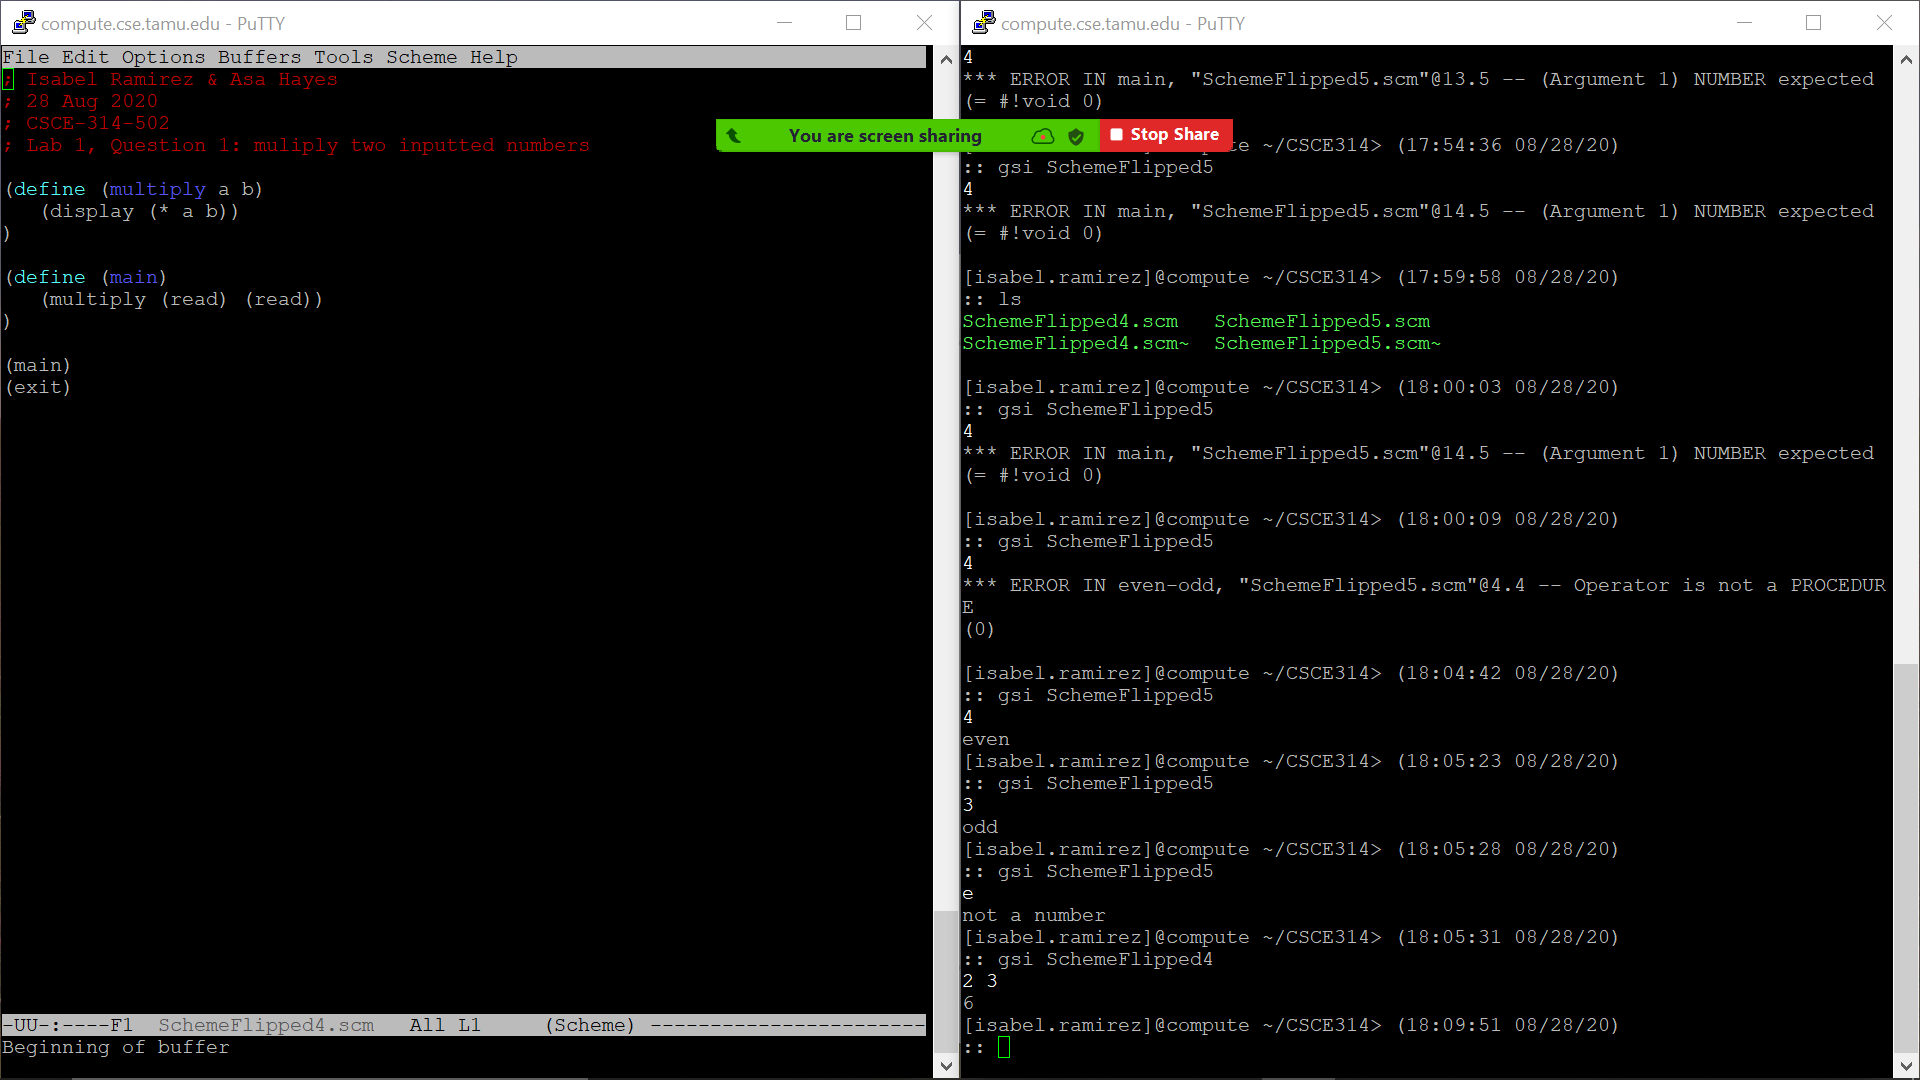 compute.cse.tamu.edu - PuTTY
File Edit Options Buffers Tools Scheme Help
; Isabel Ramirez & Asa Hayes
; 28 Aug 2020
; CSCE-314-502
; Lab 1, Question 1: muliply two inputted numbers
(define (multiply a b)
(display (* a b))
)
(define (main)
(multiply (read) (read))
)
(main)
(exit)
-UU-:----F1 SchemeFlipped4.scm All L1 (Scheme) -----------------------
Beginning of buffer
You are screen sharing
Stop Share
compute.cse.tamu.edu - PuTTY
4
*** ERROR IN main, "SchemeFlipped5.scm"@13.5 -- (Argument 1) NUMBER expected
(= #!void 0)
~/CSCE314> (17:54:36 08/28/20)
:: gsi SchemeFlipped5
4
*** ERROR IN main, "SchemeFlipped5.scm"@14.5 -- (Argument 1) NUMBER expected
(= #!void 0)
[isabel.ramirez]@compute ~/CSCE314> (17:59:58 08/28/20)
:: ls
SchemeFlipped4.scm SchemeFlipped5.scm
SchemeFlipped4.scm~ SchemeFlipped5.scm~
[isabel.ramirez]@compute ~/CSCE314> (18:00:03 08/28/20)
:: gsi SchemeFlipped5
4
*** ERROR IN main, "SchemeFlipped5.scm"@14.5 -- (Argument 1) NUMBER expected
(= #!void 0)
[isabel.ramirez]@compute ~/CSCE314> (18:00:09 08/28/20)
:: gsi SchemeFlipped5
4
*** ERROR IN even-odd, "SchemeFlipped5.scm"@4.4 -- Operator is not a PROCEDUR
E
(0)
[isabel.ramirez]@compute ~/CSCE314> (18:04:42 08/28/20)
:: gsi SchemeFlipped5
4
even
[isabel.ramirez]@compute ~/CSCE314> (18:05:23 08/28/20)
:: gsi SchemeFlipped5
3
odd
[isabel.ramirez]@compute ~/CSCE314> (18:05:28 08/28/20)
:: gsi SchemeFlipped5
e
not a number
[isabel.ramirez]@compute ~/CSCE314> (18:05:31 08/28/20)
:: gsi SchemeFlipped4
2 3
6
[isabel.ramirez]@compute ~/CSCE314> (18:09:51 08/28/20)
::